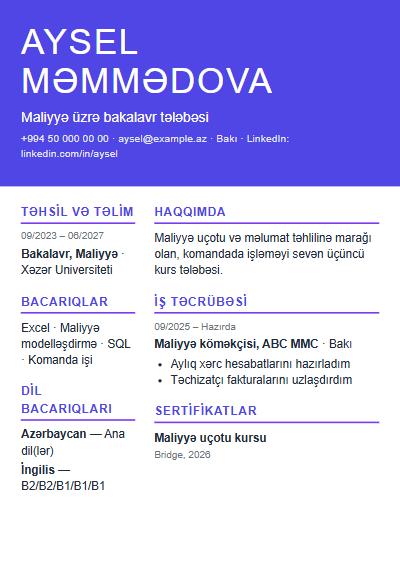 AYSEL
MƏMMƏDOVA
Maliyyə üzrə bakalavr tələbəsi
+994 50 000 00 00 · aysel@example.az · Bakı · LinkedIn:
linkedin.com/in/aysel
TƏHSİL VƏ TƏLİM
09/2023 – 06/2027
Bakalavr, Maliyyə ·
Xəzər Universiteti
BACARIQLAR
Excel · Maliyyə
modelləşdirmə · SQL
· Komanda işi
DİL
BACARIQLARI
Azərbaycan — Ana
dil(lər)
İngilis —
B2/B2/B1/B1/B1
HAQQIMDA
Maliyyə uçotu və məlumat təhlilinə marağı
olan, komandada işləməyi sevən üçüncü
kurs tələbəsi.
İŞ TƏCRÜBƏSİ
09/2025 – Hazırda
Maliyyə köməkçisi, ABC MMC · Bakı
• Aylıq xərc hesabatlarını hazırladım
• Təchizatçı fakturalarını uzlaşdırdım
SERTİFİKATLAR
Maliyyə uçotu kursu
Bridge, 2026